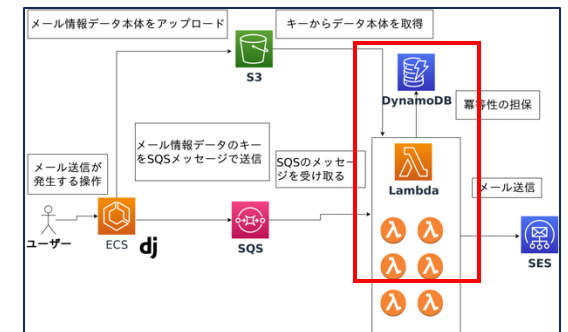 メール情報データ本体をアップロード
キーからデータ本体を取得
S3
DynamoDB
冪等性の担保
メール情報データのキー
をSQSメッセージで送信
SQSのメッセー
ジを受け取る
メール送信が
発生する操作
Lambda
メール送信
ユーザー
ECS
dj
SQS
SES